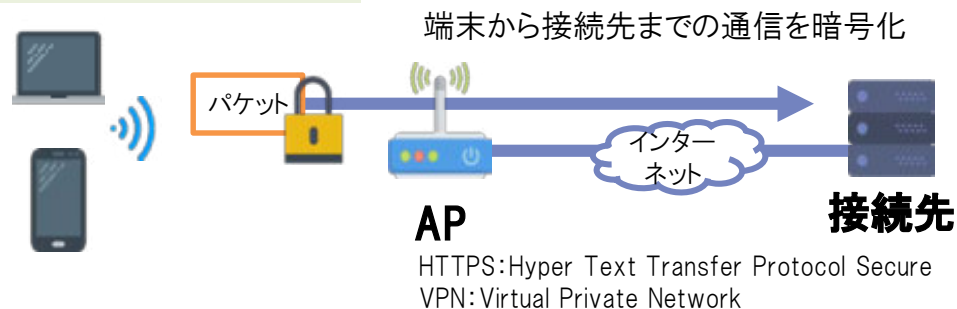 端末から接続先までの通信を暗号化
パケット
インター
ネット
AP
接続先
HTTPS:Hyper Text Transfer Protocol Secure
VPN:Virtual Private Network